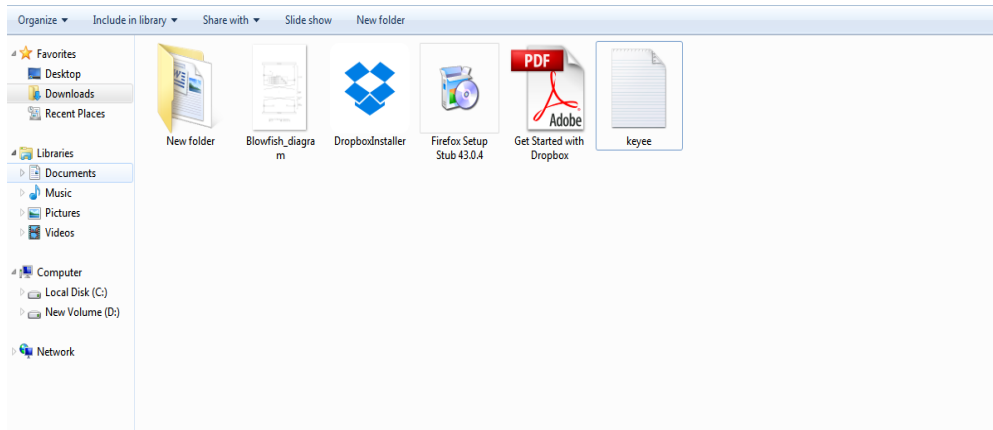 Organize Include in library Share with Slide show New folder
Favorites
Desktop
Downloads
Recent Places
Libraries
Documents
Music
Pictures
Videos
Computer
Local Disk (C:)
New Volume (D:)
Network
PDF
Adobe
New folder
Blowfish_diagra
m
DropboxInstaller
Firefox Setup
Stub 43.0.4
Get Started with
Dropbox
keyee